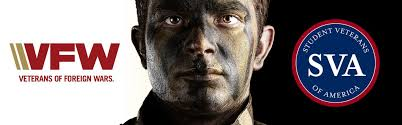 VFW
VETERANS OF FOREIGN WARS.
STUDENT VETERANS
SVA
OF AMERICA